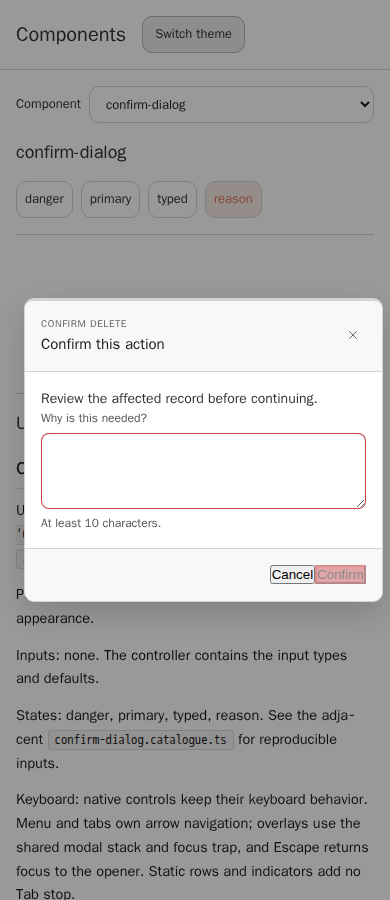 Components
Switch theme
Component
confirm-dialog
confirm-dialog
danger
primary
typed
reason
CONFIRM DELETE
Confirm this action
×
Review the affected record before continuing.
Why is this needed?
At least 10 characters.
Cancel
Confirm
appearance.
Inputs: none. The controller contains the input types
and defaults.
States: danger, primary, typed, reason. See the adja-
cent confirm-dialog.catalogue.ts for reproducible
inputs.
Keyboard: native controls keep their keyboard behavior.
Menu and tabs own arrow navigation; overlays use the
shared modal stack and focus trap, and Escape returns
focus to the opener. Static rows and indicators add no
Tab stop.